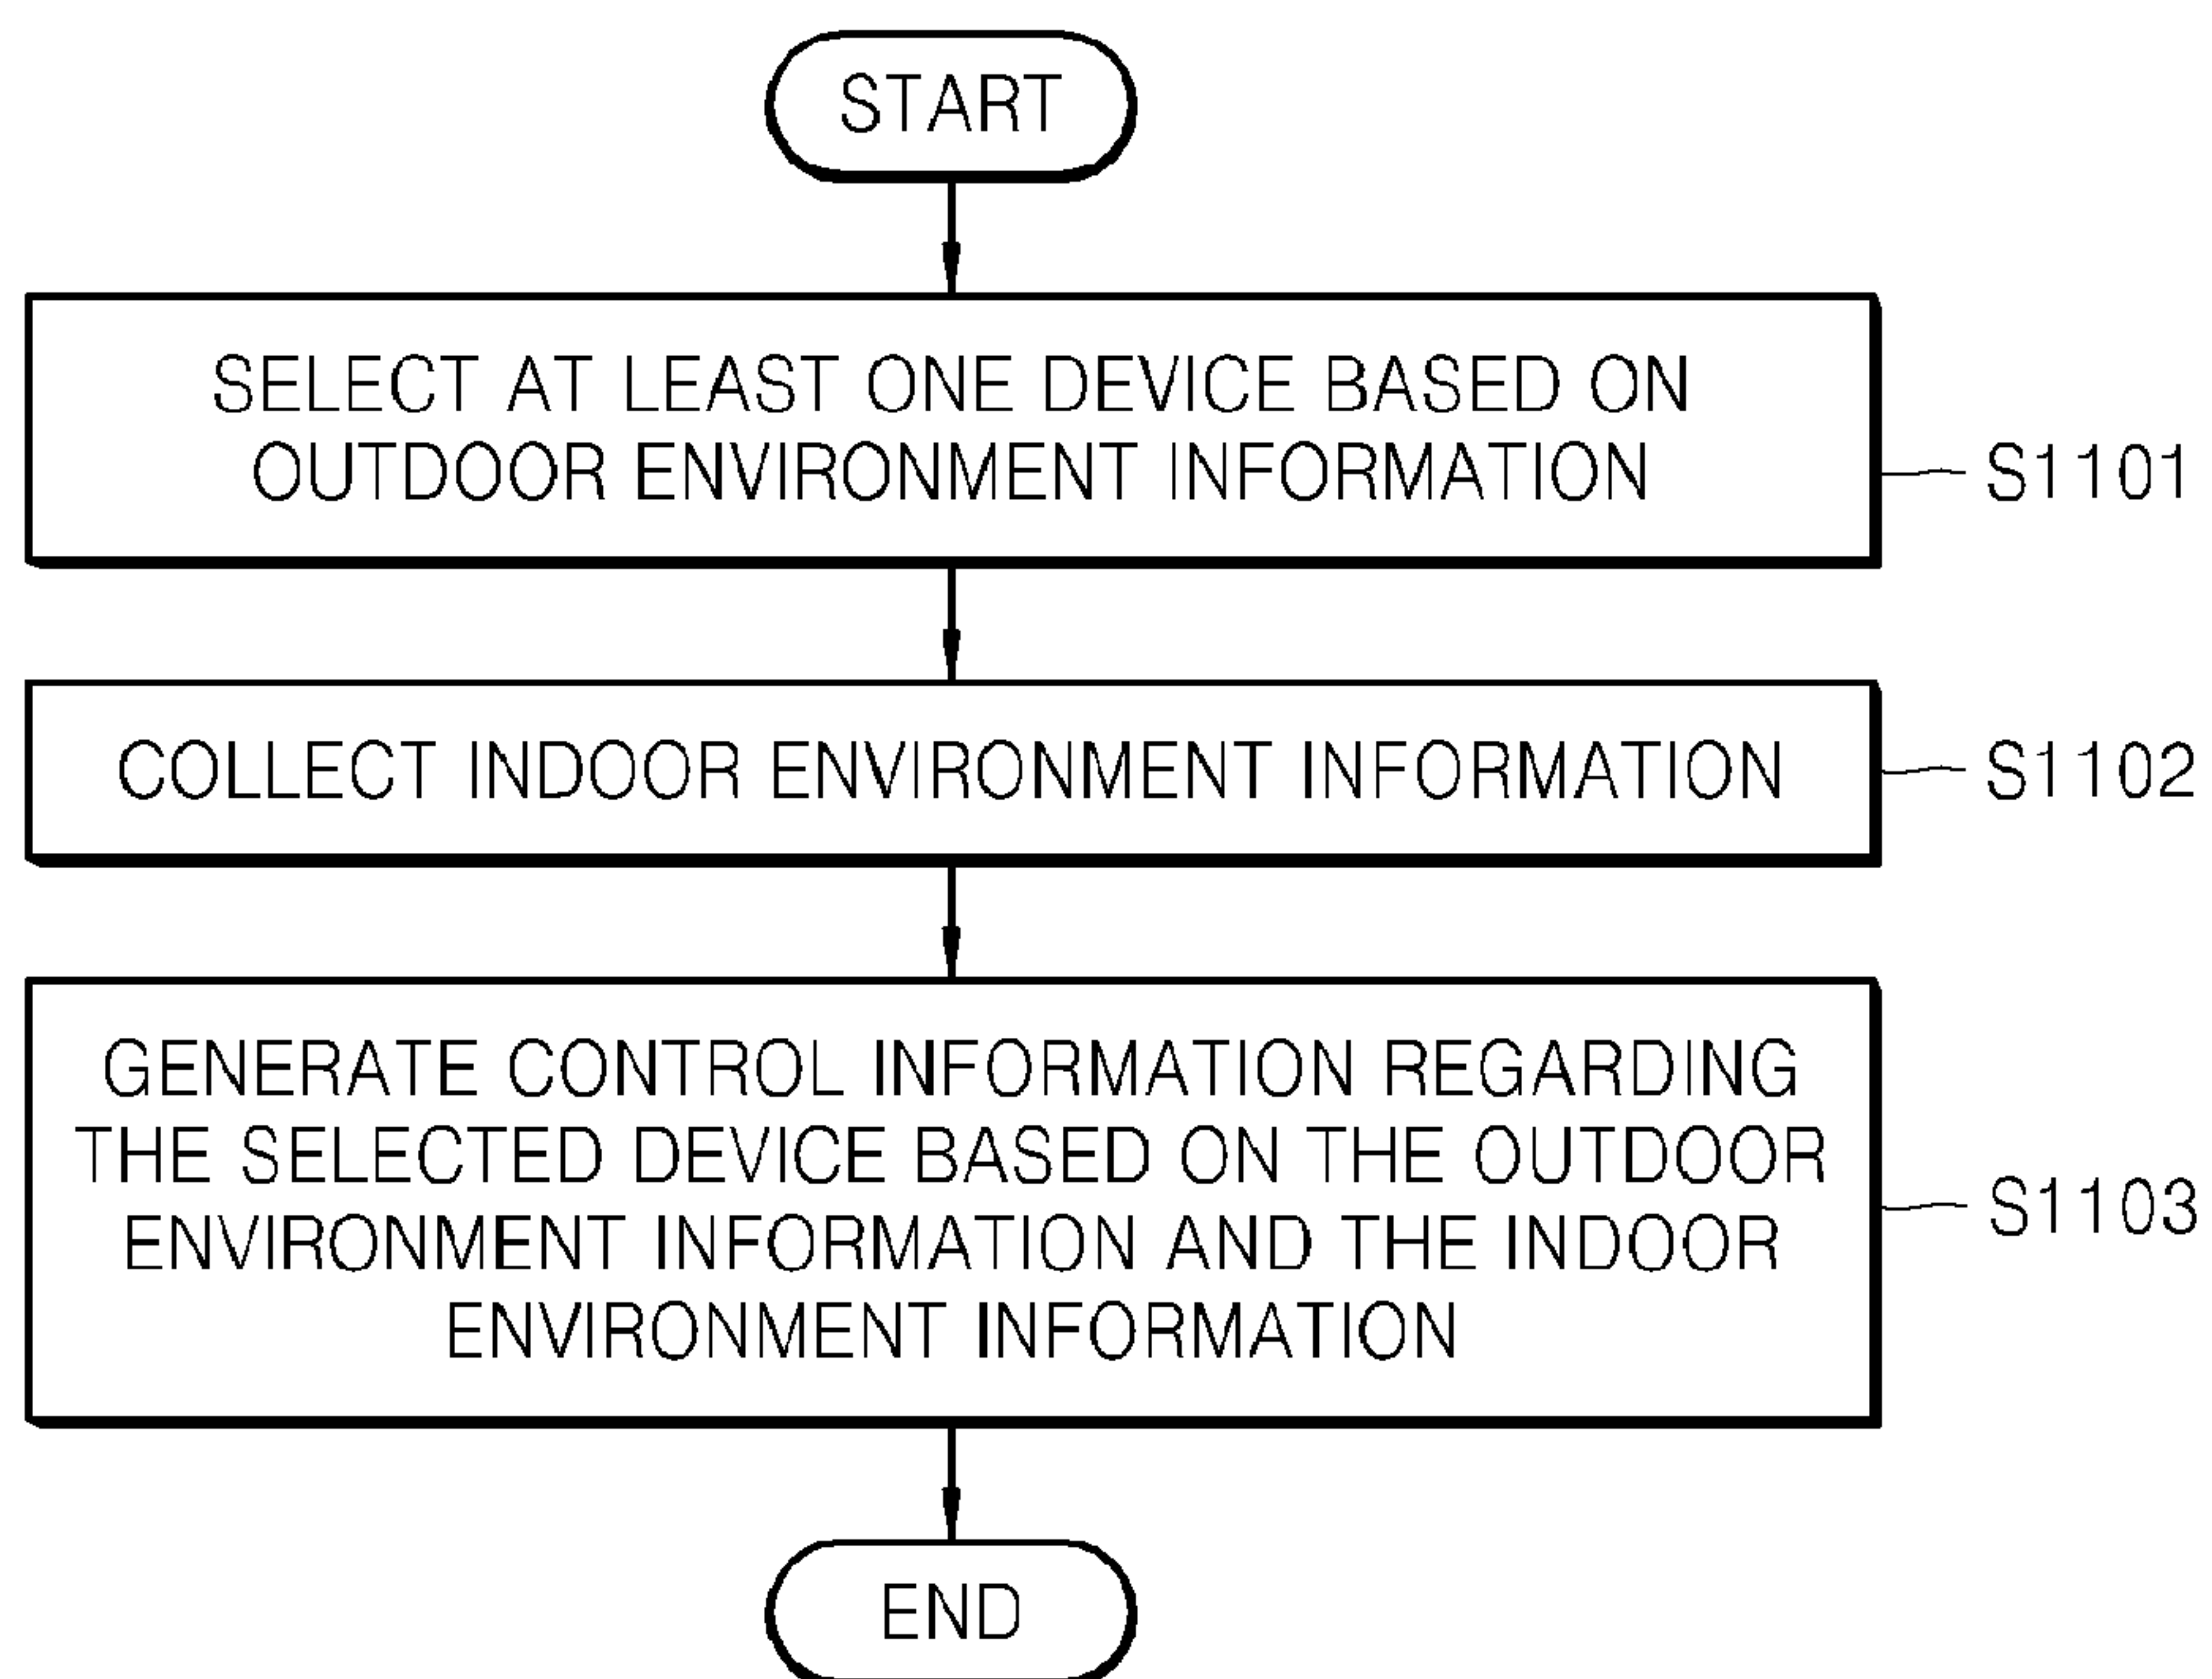 START
SELECT AT LEAST ONE DEVICE BASED ON
OUTDOOR ENVIRONMENT INFORMATION
S1101
COLLECT INDOOR ENVIRONMENT INFORMATION
S1102
GENERATE CONTROL INFORMATION REGARDING
THE SELECTED DEVICE BASED ON THE OUTDOOR
ENVIRONMENT INFORMATION AND THE INDOOR
ENVIRONMENT INFORMATION
S1103
END